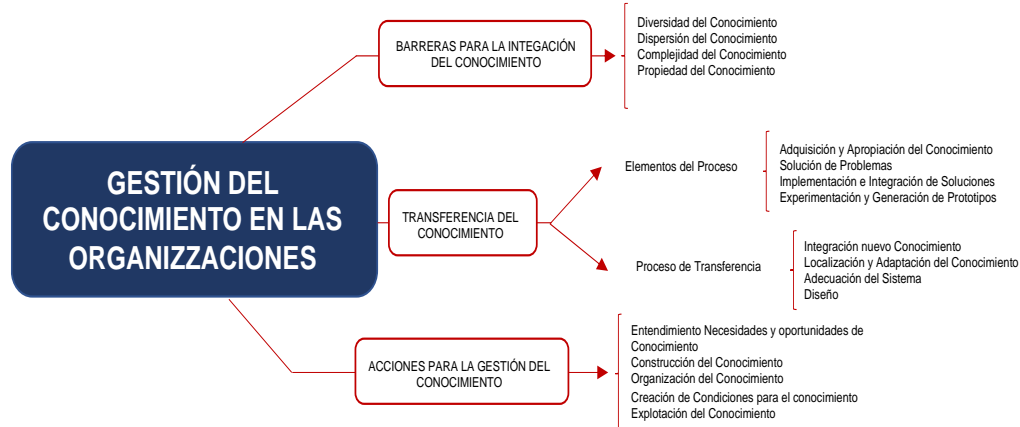 GESTIÓN DEL
CONOCIMIENTO EN LAS
ORGANIZZACIONES
BARRERAS PARA LA INTEGACIÓN
DEL CONOCIMIENTO
Diversidad del Conocimiento
Dispersión del Conocimiento
Complejidad del Conocimiento
Propiedad del Conocimiento
TRANSFERENCIA DEL
CONOCIMIENTO
Elementos del Proceso
Adquisición y Apropiación del Conocimiento
Solución de Problemas
Implementación e Integración de Soluciones
Experimentación y Generación de Prototipos
Proceso de Transferencia
Integración nuevo Conocimiento
Localización y Adaptación del Conocimiento
Adecuación del Sistema
Diseño
ACCIONES PARA LA GESTIÓN DEL
CONOCIMIENTO
Entendimiento Necesidades y oportunidades de
Conocimiento
Construcción del Conocimiento
Organización del Conocimiento
Creación de Condiciones para el conocimiento
Explotación del Conocimiento